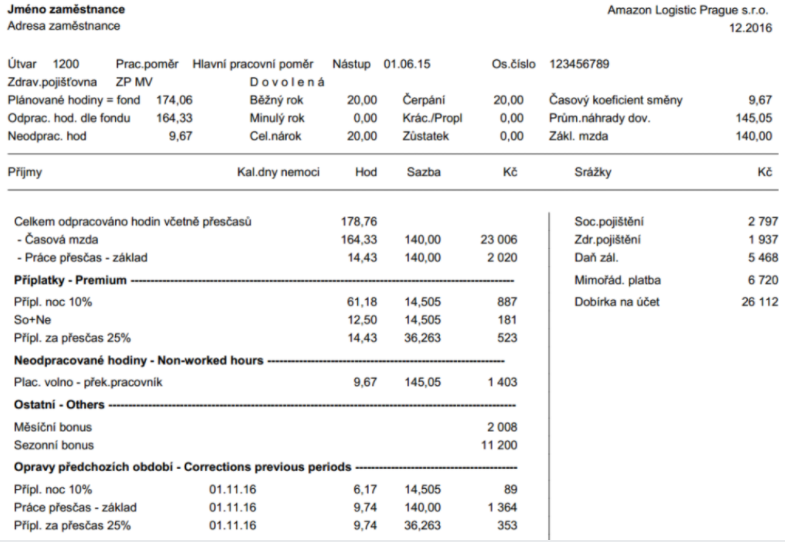 Jméno zaměstnance Amazon Logistic Prague s.r.o.
Adresa zaměstnance 12.2016
Útvar 1200 Prac.poměr Hlavní pracovní poměr Nástup 01.06.15 Os.číslo 123456789
Zdrav.pojišťovna ZP MV Dovolená
Plánované hodiny = fond 174,06 Běžný rok 20,00 Čerpání 20,00 Časový koeficient směny 9,67
Odprac. hod. dle fondu 164,33 Minulý rok 0,00 Krác./Propl 0,00 Prům.náhrady dov. 145,05
Neodprac. hod 9,67 Cel.nárok 20,00 Zůstatek 0,00 Zákl. mzda 140,00
Příjmy Kal.dny nemoci Hod Sazba Kč Srážky Kč
Celkem odpracováno hodin včetně přesčasů 178,76 Soc.pojištění 2 797
- Časová mzda 164,33 140,00 23 006 Zdr.pojištění 1 937
- Práce přesčas - základ 14,43 140,00 2 020 Daň zál. 5 468
Příplatky - Premium Mimořád. platba 6 720
Přípl. noc 10% 61,18 14,505 887 Dobírka na účet 26 112
So+Ne 12,50 14,505 181
Přípl. za přesčas 25% 14,43 36,263 523
Neodpracované hodiny - Non-worked hours
Plac. volno - přek.pracovník 9,67 145,05 1 403
Ostatní - Others
Měsíční bonus 2 008
Sezonní bonus 11 200
Opravy předchozích období - Corrections previous periods
Přípl. noc 10% 01.11.16 6,17 14,505 89
Práce přesčas - základ 01.11.16 9,74 140,00 1 364
Přípl. za přesčas 25% 01.11.16 9,74 36,263 353